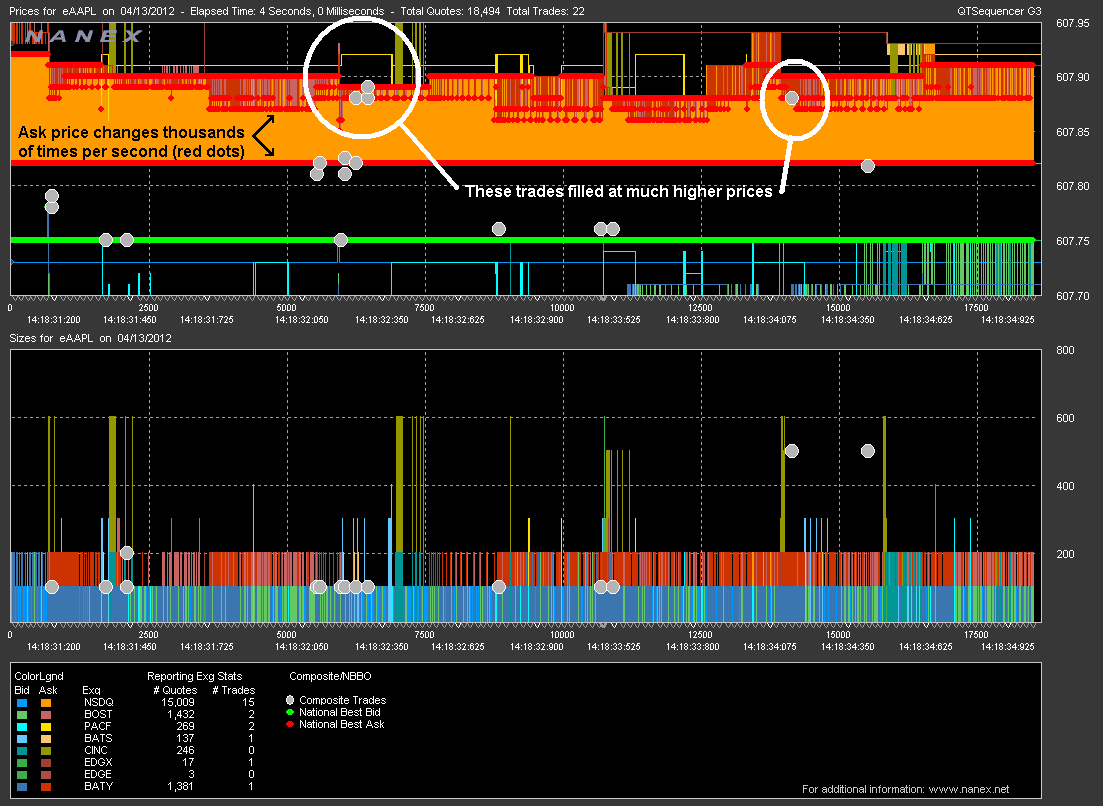 Prices for eAAPL on 04/13/2012 - Elapsed Time: 4 Seconds, 0 Milliseconds - Total Quotes: 18,494 Total Trades: 22 QTSequencer G3
NANEX
607.95
607.90
607.85
607.80
607.75
607.70
Ask price changes thousands
of times per second (red dots)
These trades filled at much higher prices
0 2500 5000 7500 10000 12500 15000 17500
14:18:31:200 14:18:31:450 14:18:31:725 14:18:32:050 14:18:32:350 14:18:32:900 14:18:33:525 14:18:33:800 14:18:34:075 14:18:34:350 14:18:34:625 14:18:34:925
Sizes for eAAPL on 04/13/2012
800
600
400
200
0 2500 5000 7500 10000 12500 15000 17500
14:18:31:200 14:18:31:450 14:18:31:725 14:18:32:050 14:18:32:350 14:18:32:900 14:18:33:525 14:18:33:800 14:18:34:075 14:18:34:350 14:18:34:625 14:18:34:925
ColorLgnd Reporting Exg Stats Composite/NBBO
Bid Ask Exq # Quotes # Trades
NSDQ 15,009 15
BOST 1,432 2
PACF 269 2
BATS 137 1
CINC 246 0
EDGX 17 1
EDGE 3 0
BATY 1,381 1
Composite Trades
National Best Bid
National Best Ask
For additional information: www.nanex.net